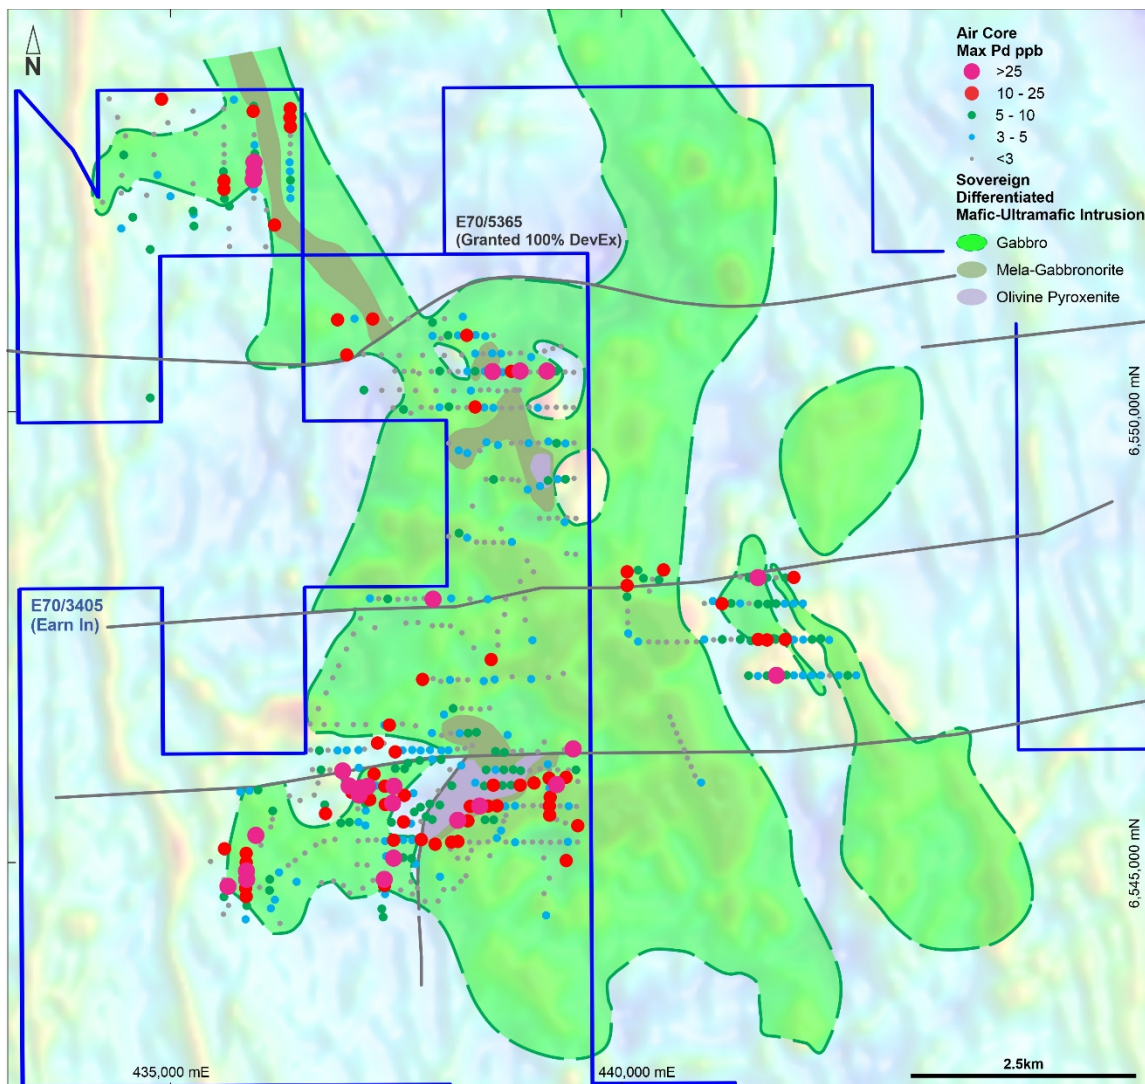 N
Air Core
Max Pd ppb
>25
10 - 25
5 - 10
3 - 5
<3
Sovereign
Differentiated
Mafic-Ultramafic Intrusion
Gabbro
Mela-Gabbronorite
Olivine Pyroxenite
E70/5365
(Granted 100% DevEx)
6,550,000 mN
E70/3405
(Earn In)
6,545,000 mN
435,000 mE
440,000 mE
2.5km